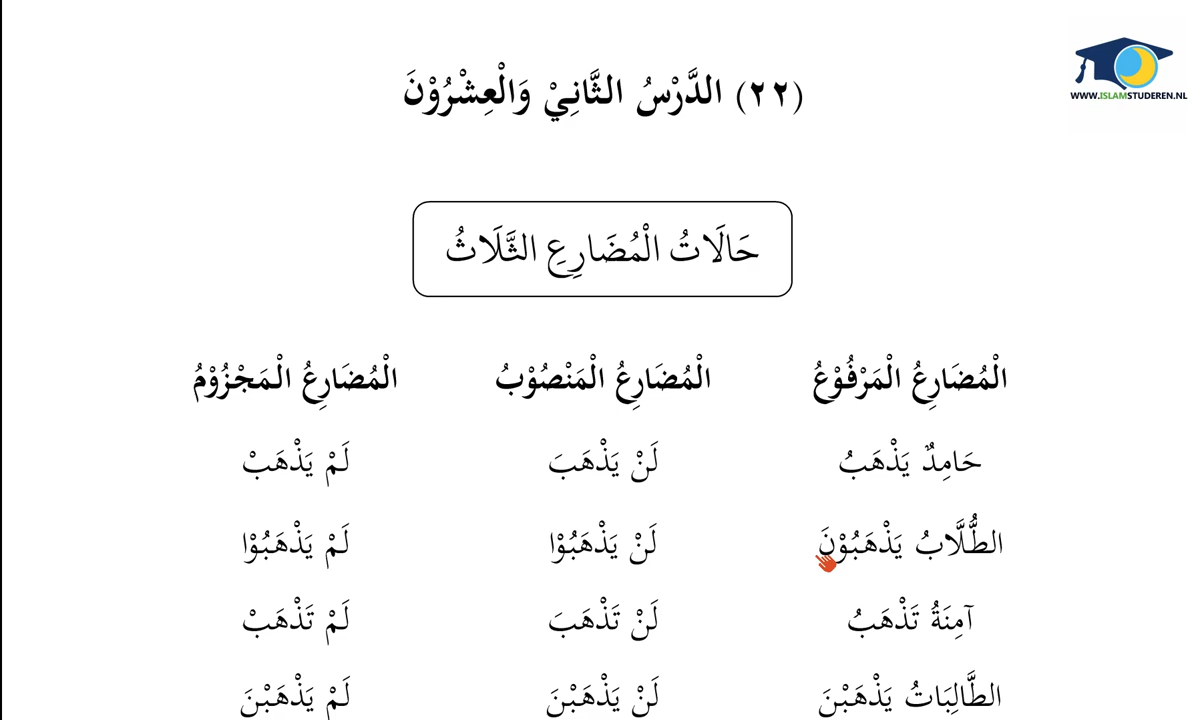 WWW.ISLAMSTUDEREN.NL
(٢٢) الدَّرْسُ الثَّانِيْ وَالْعِشْرُوْنَ
حَالَاتُ الْمُضَارِعِ الثَّلَاثُ
الْمُضَارِعُ الْمَرْفُوْعُ الْمُضَارِعُ الْمَنْصُوْبُ الْمُضَارِعُ الْمَجْزُوْمُ
حَامِدٌ يَذْهَبُ لَنْ يَذْهَبَ لَمْ يَذْهَبْ
الطُّلَّابُ يَذْهَبُوْنَ لَنْ يَذْهَبُوْا لَمْ يَذْهَبُوْا
آمِنَةُ تَذْهَبُ لَنْ تَذْهَبَ لَمْ تَذْهَبْ
الطَّالِبَاتُ يَذْهَبْنَ لَنْ يَذْهَبْنَ لَمْ يَذْهَبْنَ